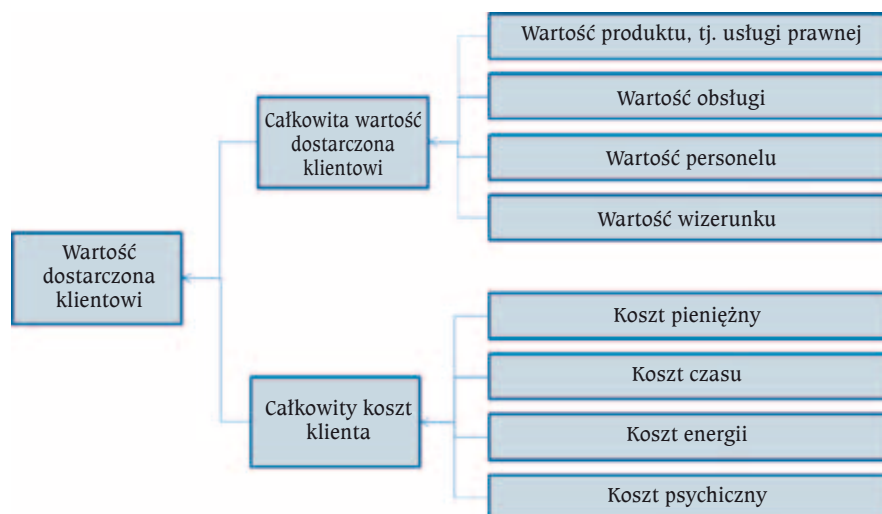 Wartość produktu, tj. usługi prawnej
Wartość obsługi
Całkowita wartość
dostarczona
klientowi
Wartość personelu
Wartość wizerunku
Wartość
dostarczona
klientowi
Koszt pieniężny
Koszt czasu
Całkowity koszt
klienta
Koszt energii
Koszt psychiczny